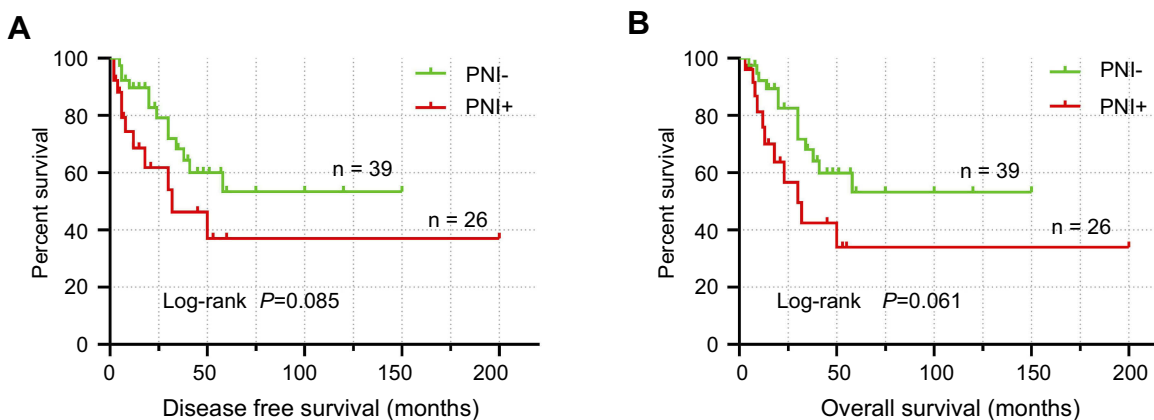 A
Percent survival
100
80
60
40
20
0
PNI-
PNI+
n = 39
n = 26
Log-rank P=0.085
0 50 100 150 200
Disease free survival (months)
B
Percent survival
100
80
60
40
20
0
PNI-
PNI+
n = 39
n = 26
Log-rank P=0.061
0 50 100 150 200
Overall survival (months)